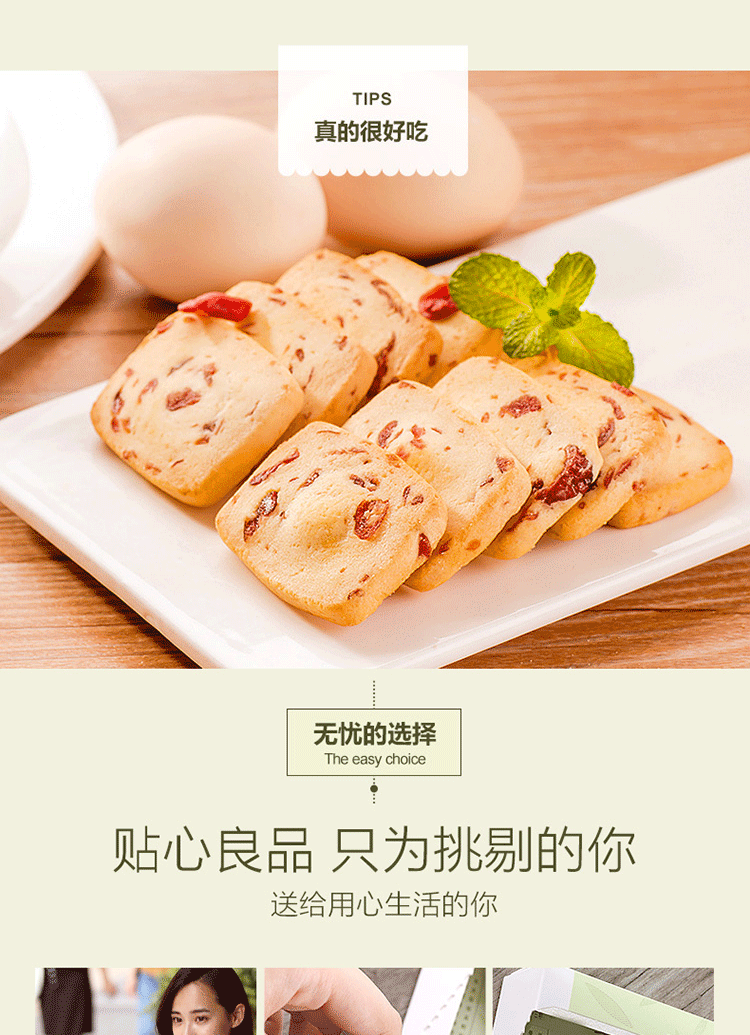 TIPS
真的很好吃
无忧的选择
The easy choice
贴心良品 只为挑剔的你
送给用心生活的你